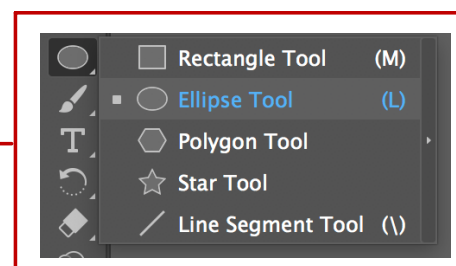 Rectangle Tool (M)
Ellipse Tool (L)
Polygon Tool
Star Tool
Line Segment Tool (\)